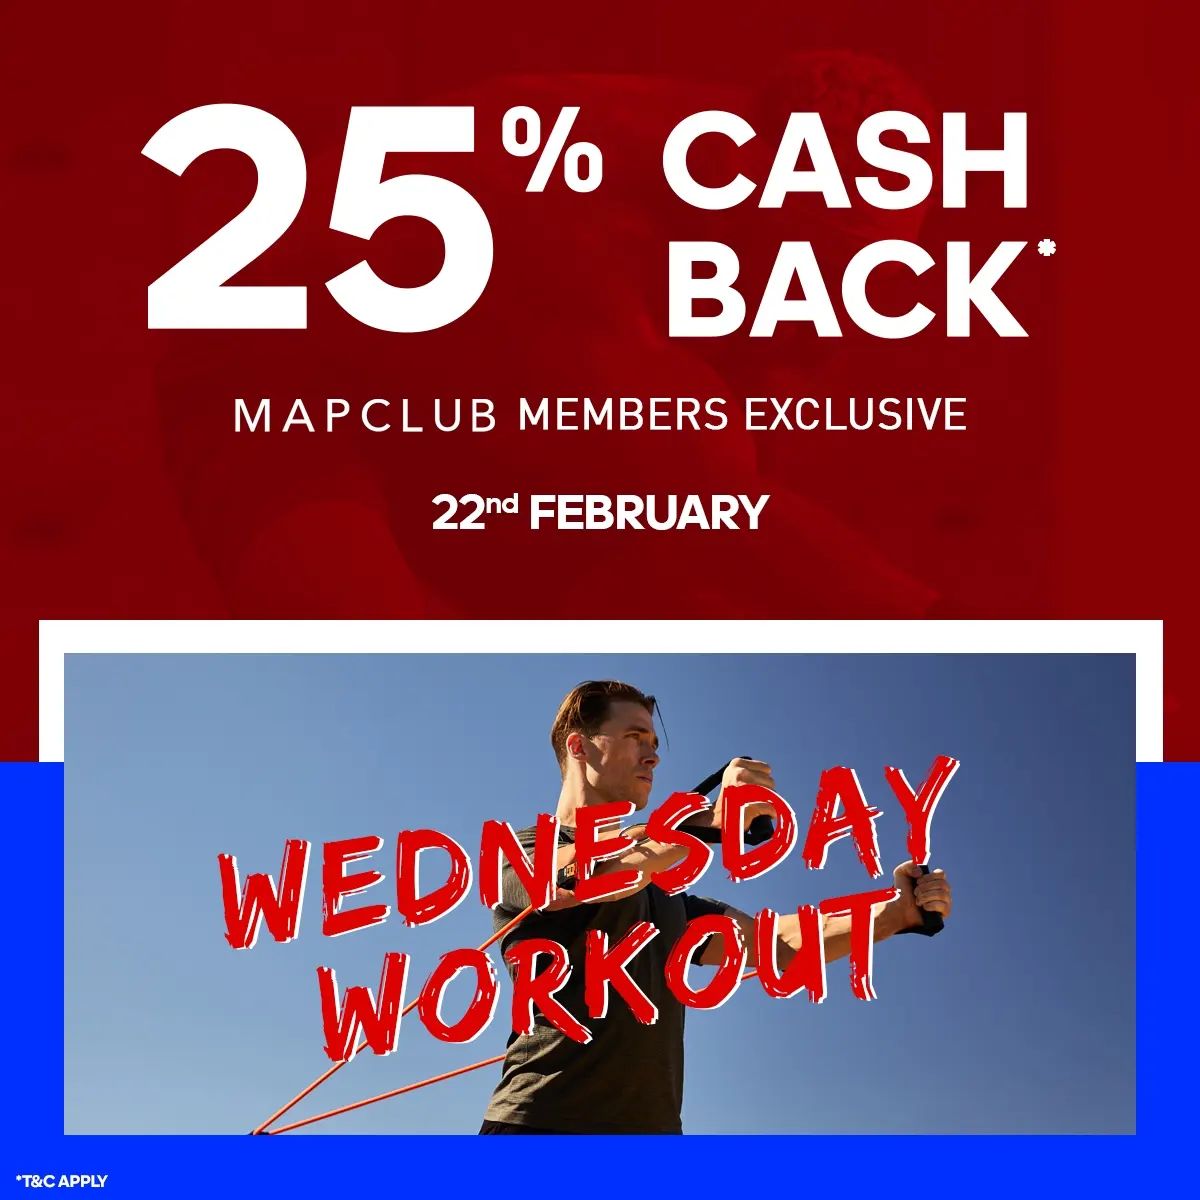 25% CASH
BACK*
MAPCLUB MEMBERS EXCLUSIVE
22nd FEBRUARY
WEDNESDAY
WORKOUT
*T&C APPLY